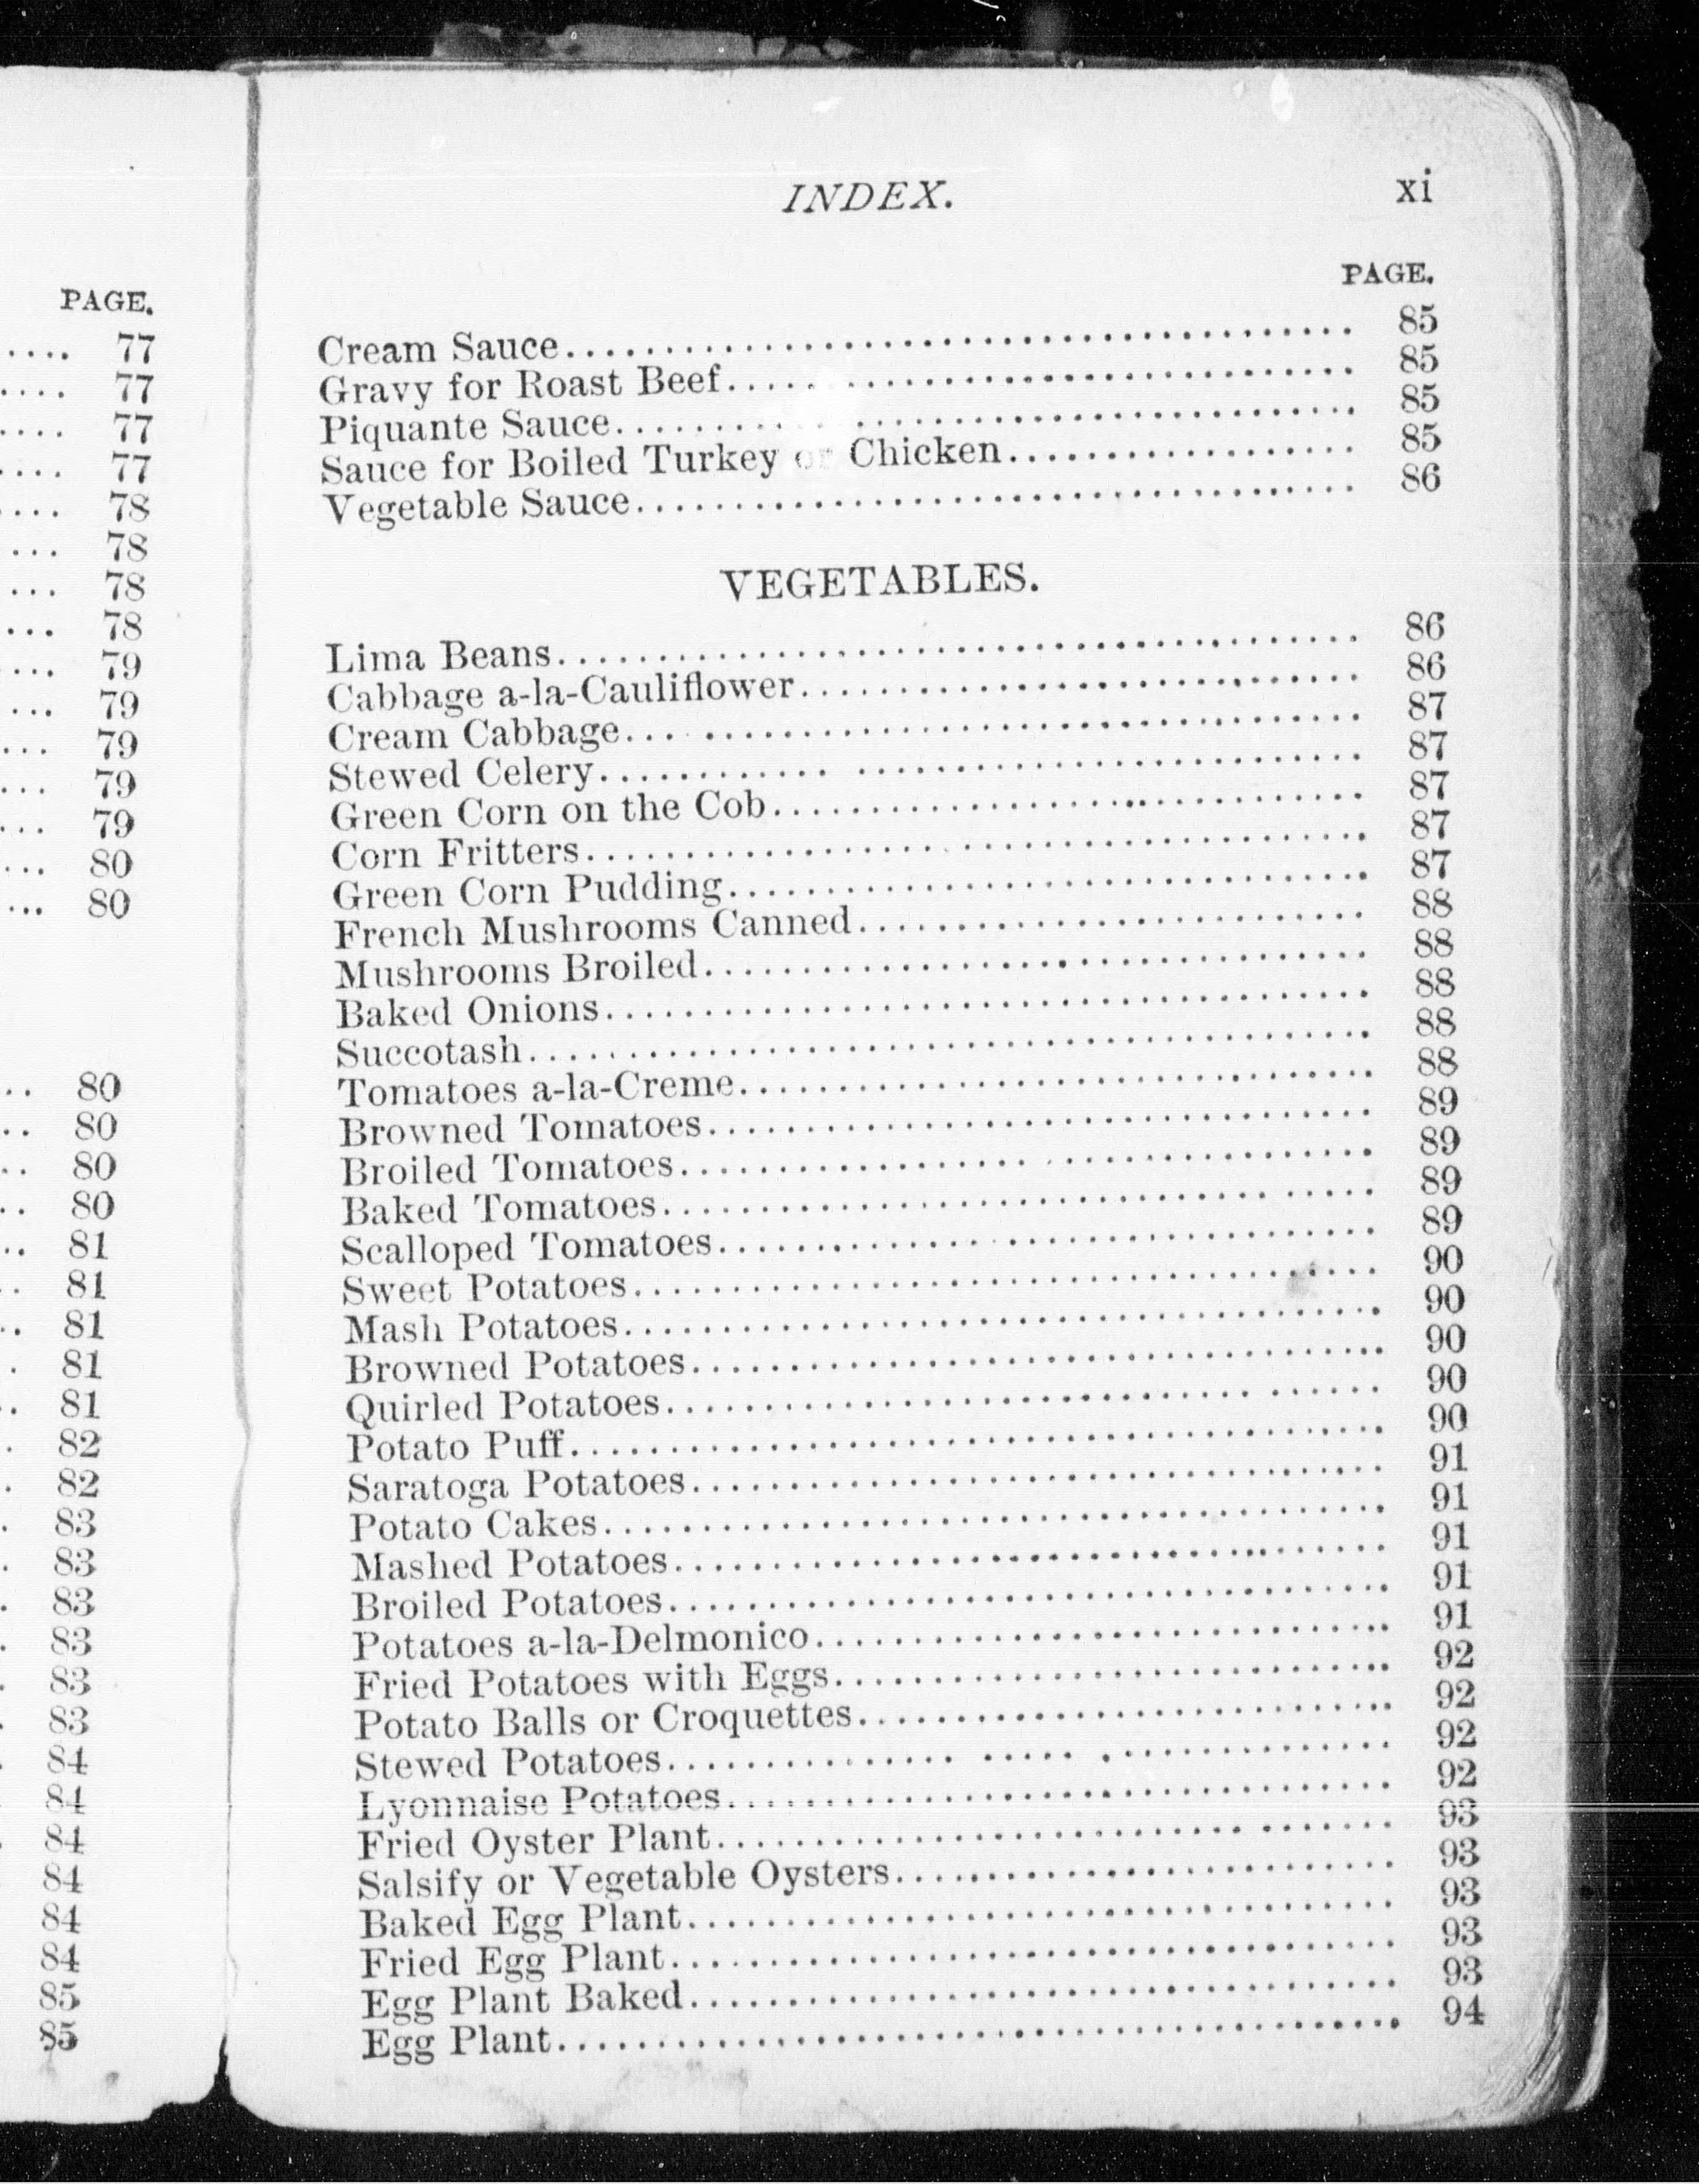 PAGE.
.... 77
.... 77
.... 77
.... 77
.... 78
... 78
... 78
... 78
.... 79
... 79
... 79
... 79
... 79
... 80
... 80
.. 80
.. 80
.. 80
.. 80
.. 81
.. 81
.. 81
. 81
. 81
. 82
. 82
. 83
. 83
. 83
. 83
. 83
. 83
. 84
. 84
. 84
. 84
84
84
85
85
INDEX. xi
PAGE.
Cream Sauce........ 85
Gravy for Roast Beef........ 85
Piquante Sauce........ 85
Sauce for Boiled Turkey or Chicken........ 85
Vegetable Sauce........ 86
VEGETABLES.
Lima Beans........ 86
Cabbage a-la-Cauliflower........ 86
Cream Cabbage........ 87
Stewed Celery........ 87
Green Corn on the Cob........ 87
Corn Fritters........ 87
Green Corn Pudding........ 87
French Mushrooms Canned........ 88
Mushrooms Broiled........ 88
Baked Onions........ 88
Succotash........ 88
Tomatoes a-la-Creme........ 88
Browned Tomatoes........ 89
Broiled Tomatoes........ 89
Baked Tomatoes........ 89
Scalloped Tomatoes........ 89
Sweet Potatoes........ 90
Mash Potatoes........ 90
Browned Potatoes........ 90
Quirled Potatoes........ 90
Potato Puff........ 90
Saratoga Potatoes........ 91
Potato Cakes........ 91
Mashed Potatoes........ 91
Broiled Potatoes........ 91
Potatoes a-la-Delmonico........ 91
Fried Potatoes with Eggs........ 92
Potato Balls or Croquettes........ 92
Stewed Potatoes........ 92
Lyonnaise Potatoes........ 92
Fried Oyster Plant........ 93
Salsify or Vegetable Oysters........ 93
Baked Egg Plant........ 93
Fried Egg Plant........ 93
Egg Plant Baked........ 93
Egg Plant........ 94